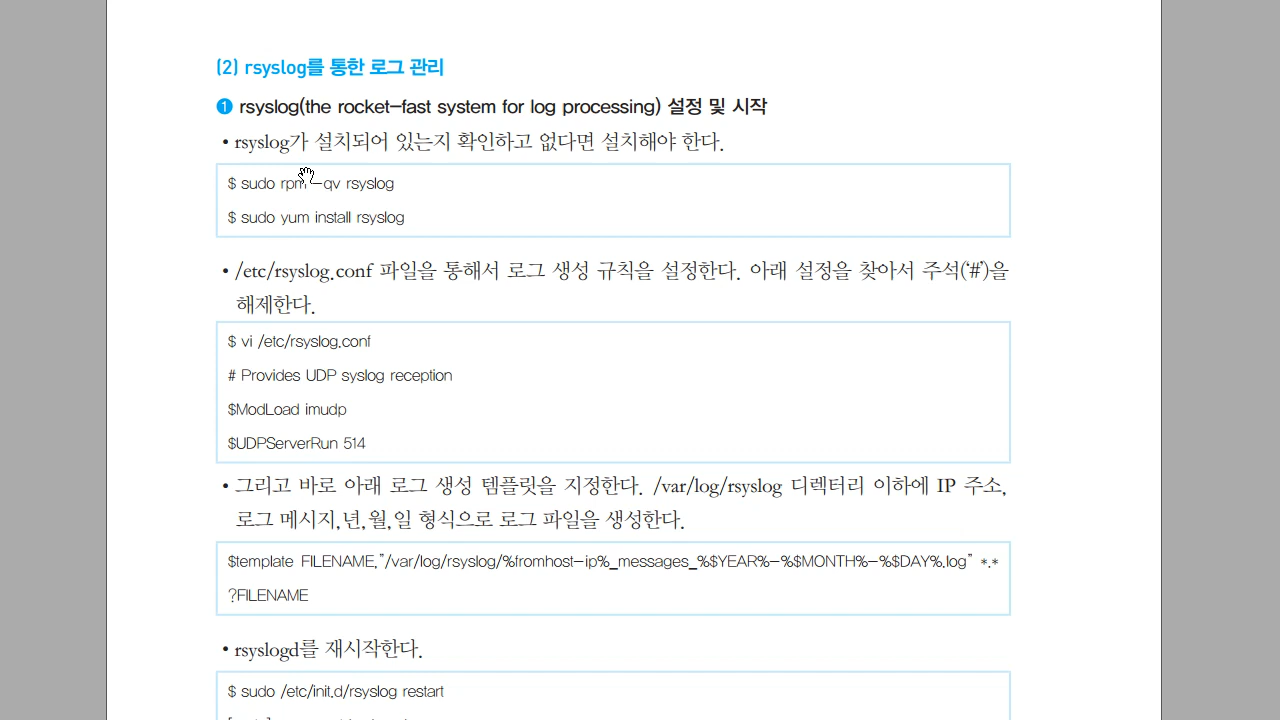 (2) rsyslog를 통한 로그 관리
❶ rsyslog(the rocket-fast system for log processing) 설정 및 시작
• rsyslog가 설치되어 있는지 확인하고 없다면 설치해야 한다.
$ sudo rpm -qv rsyslog
$ sudo yum install rsyslog
• /etc/rsyslog.conf 파일을 통해서 로그 생성 규칙을 설정한다. 아래 설정을 찾아서 주석(‘#’)을
해제한다.
$ vi /etc/rsyslog.conf
# Provides UDP syslog reception
$ModLoad imudp
$UDPServerRun 514
• 그리고 바로 아래 로그 생성 템플릿을 지정한다. /var/log/rsyslog 디렉터리 이하에 IP 주소,
로그 메시지,년,월,일 형식으로 로그 파일을 생성한다.
$template FILENAME,”/var/log/rsyslog/%fromhost-ip%_messages_%$YEAR%-%$MONTH%-%$DAY%.log” *.*
?FILENAME
• rsyslogd를 재시작한다.
$ sudo /etc/init.d/rsyslog restart